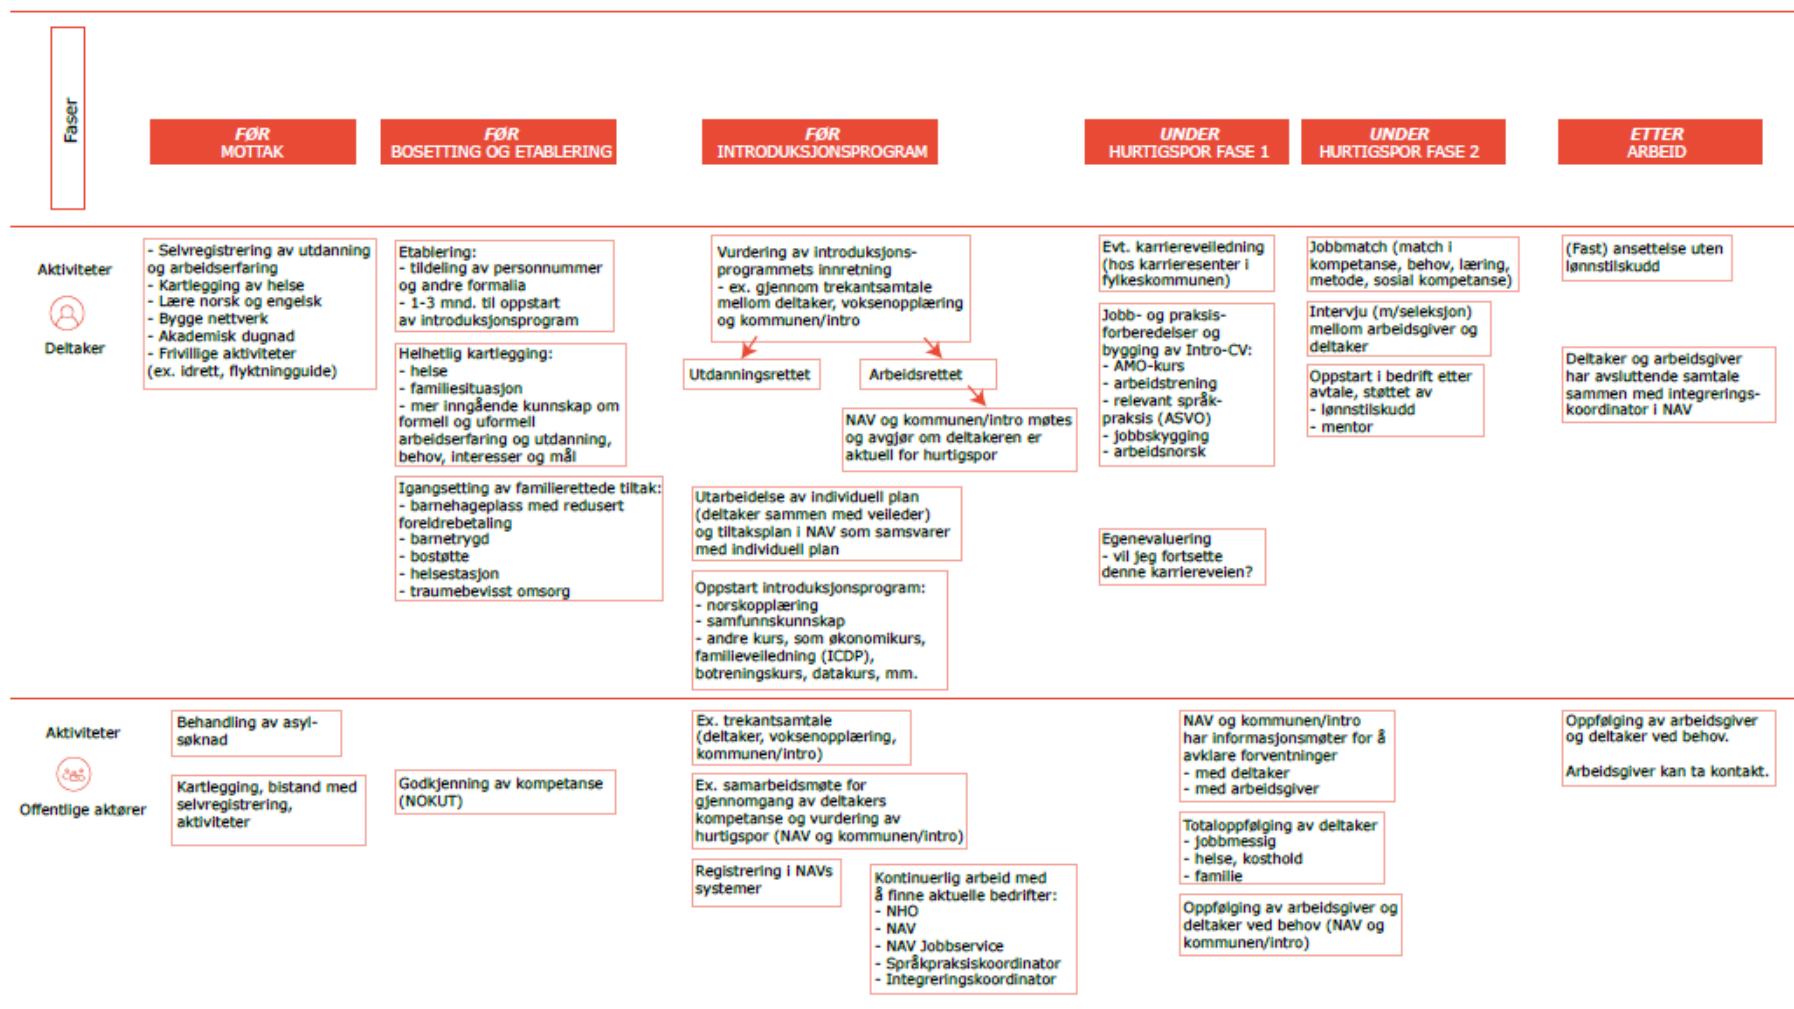 Faser
FØR
MOTTAK
FØR
BOSETTING OG ETABLERING
FØR
INTRODUKSJONSPROGRAM
UNDER
HURTIGSPOR FASE 1
UNDER
HURTIGSPOR FASE 2
ETTER
ARBEID
Aktiviteter
Deltaker
- Selvregistrering av utdanning
og arbeidserfaring
- Kartlegging av helse
- Lære norsk og engelsk
- Bygge nettverk
- Akademisk dugnad
- Frivillige aktiviteter
(ex. idrett, flyktningguide)
Etablering:
- tildeling av personnummer
og andre formalia
- 1-3 mnd. til oppstart
av introduksjonsprogram
Helhetlig kartlegging:
- helse
- familiesituasjon
- mer inngående kunnskap om
formell og uformell
arbeidserfaring og utdanning,
behov, interesser og mål
Igangsetting av familierettede tiltak:
- barnehageplass med redusert
foreldrebetaling
- barnetrygd
- bostøtte
- helsestasjon
- traumebevisst omsorg
Vurdering av introduksjons-
programmets innretning
- ex. gjennom trekantsamtale
mellom deltaker, voksenopplæring
og kommunen/intro
Utdanningsrettet
Arbeidsrettet
NAV og kommunen/intro møtes
og avgjør om deltakeren er
aktuell for hurtigspor
Utarbeidelse av individuell plan
(deltaker sammen med veileder)
og tiltaksplan i NAV som samsvarer
med individuell plan
Oppstart introduksjonsprogram:
- norskopplæring
- samfunnskunnskap
- andre kurs, som økonomikurs,
familieveiledning (ICDP),
botreningskurs, datakurs, mm.
Evt. karriereveiledning
(hos karrieresenter i
fylkeskommunen)
Jobb- og praksis-
forberedelser og
bygging av Intro-CV:
- AMO-kurs
- arbeidstrening
- relevant språk-
praksis (ASVO)
- jobbskygging
- arbeidsnorsk
Egenevaluering
- vil jeg fortsette
denne karriereveien?
Jobbmatch (match i
kompetanse, behov, læring,
metode, sosial kompetanse)
Intervju (m/seleksjon)
mellom arbeidsgiver og
deltaker
Oppstart i bedrift etter
avtale, støttet av
- lønnstilskudd
- mentor
(Fast) ansettelse uten
lønnstilskudd
Deltaker og arbeidsgiver
har avsluttende samtale
sammen med integrerings-
koordinator i NAV
Aktiviteter
Offentlige aktører
Behandling av asyl-
søknad
Kartlegging, bistand med
selvregistrering,
aktiviteter
Godkjenning av kompetanse
(NOKUT)
Ex. trekantsamtale
(deltaker, voksenopplæring,
kommunen/intro)
Ex. samarbeidsmøte for
gjennomgang av deltakers
kompetanse og vurdering av
hurtigspor (NAV og kommunen/intro)
Registrering i NAVs
systemer
Kontinuerlig arbeid med
å finne aktuelle bedrifter:
- NHO
- NAV
- NAV Jobbservice
- Språkpraksiskoordinator
- Integreringskoordinator
NAV og kommunen/intro
har informasjonsmøter for å
avklare forventninger
- med deltaker
- med arbeidsgiver
Totaloppfølging av deltaker
- jobbmessig
- helse, kosthold
- familie
Oppfølging av arbeidsgiver og
deltaker ved behov (NAV og
kommunen/intro)
Oppfølging av arbeidsgiver
og deltaker ved behov.
Arbeidsgiver kan ta kontakt.